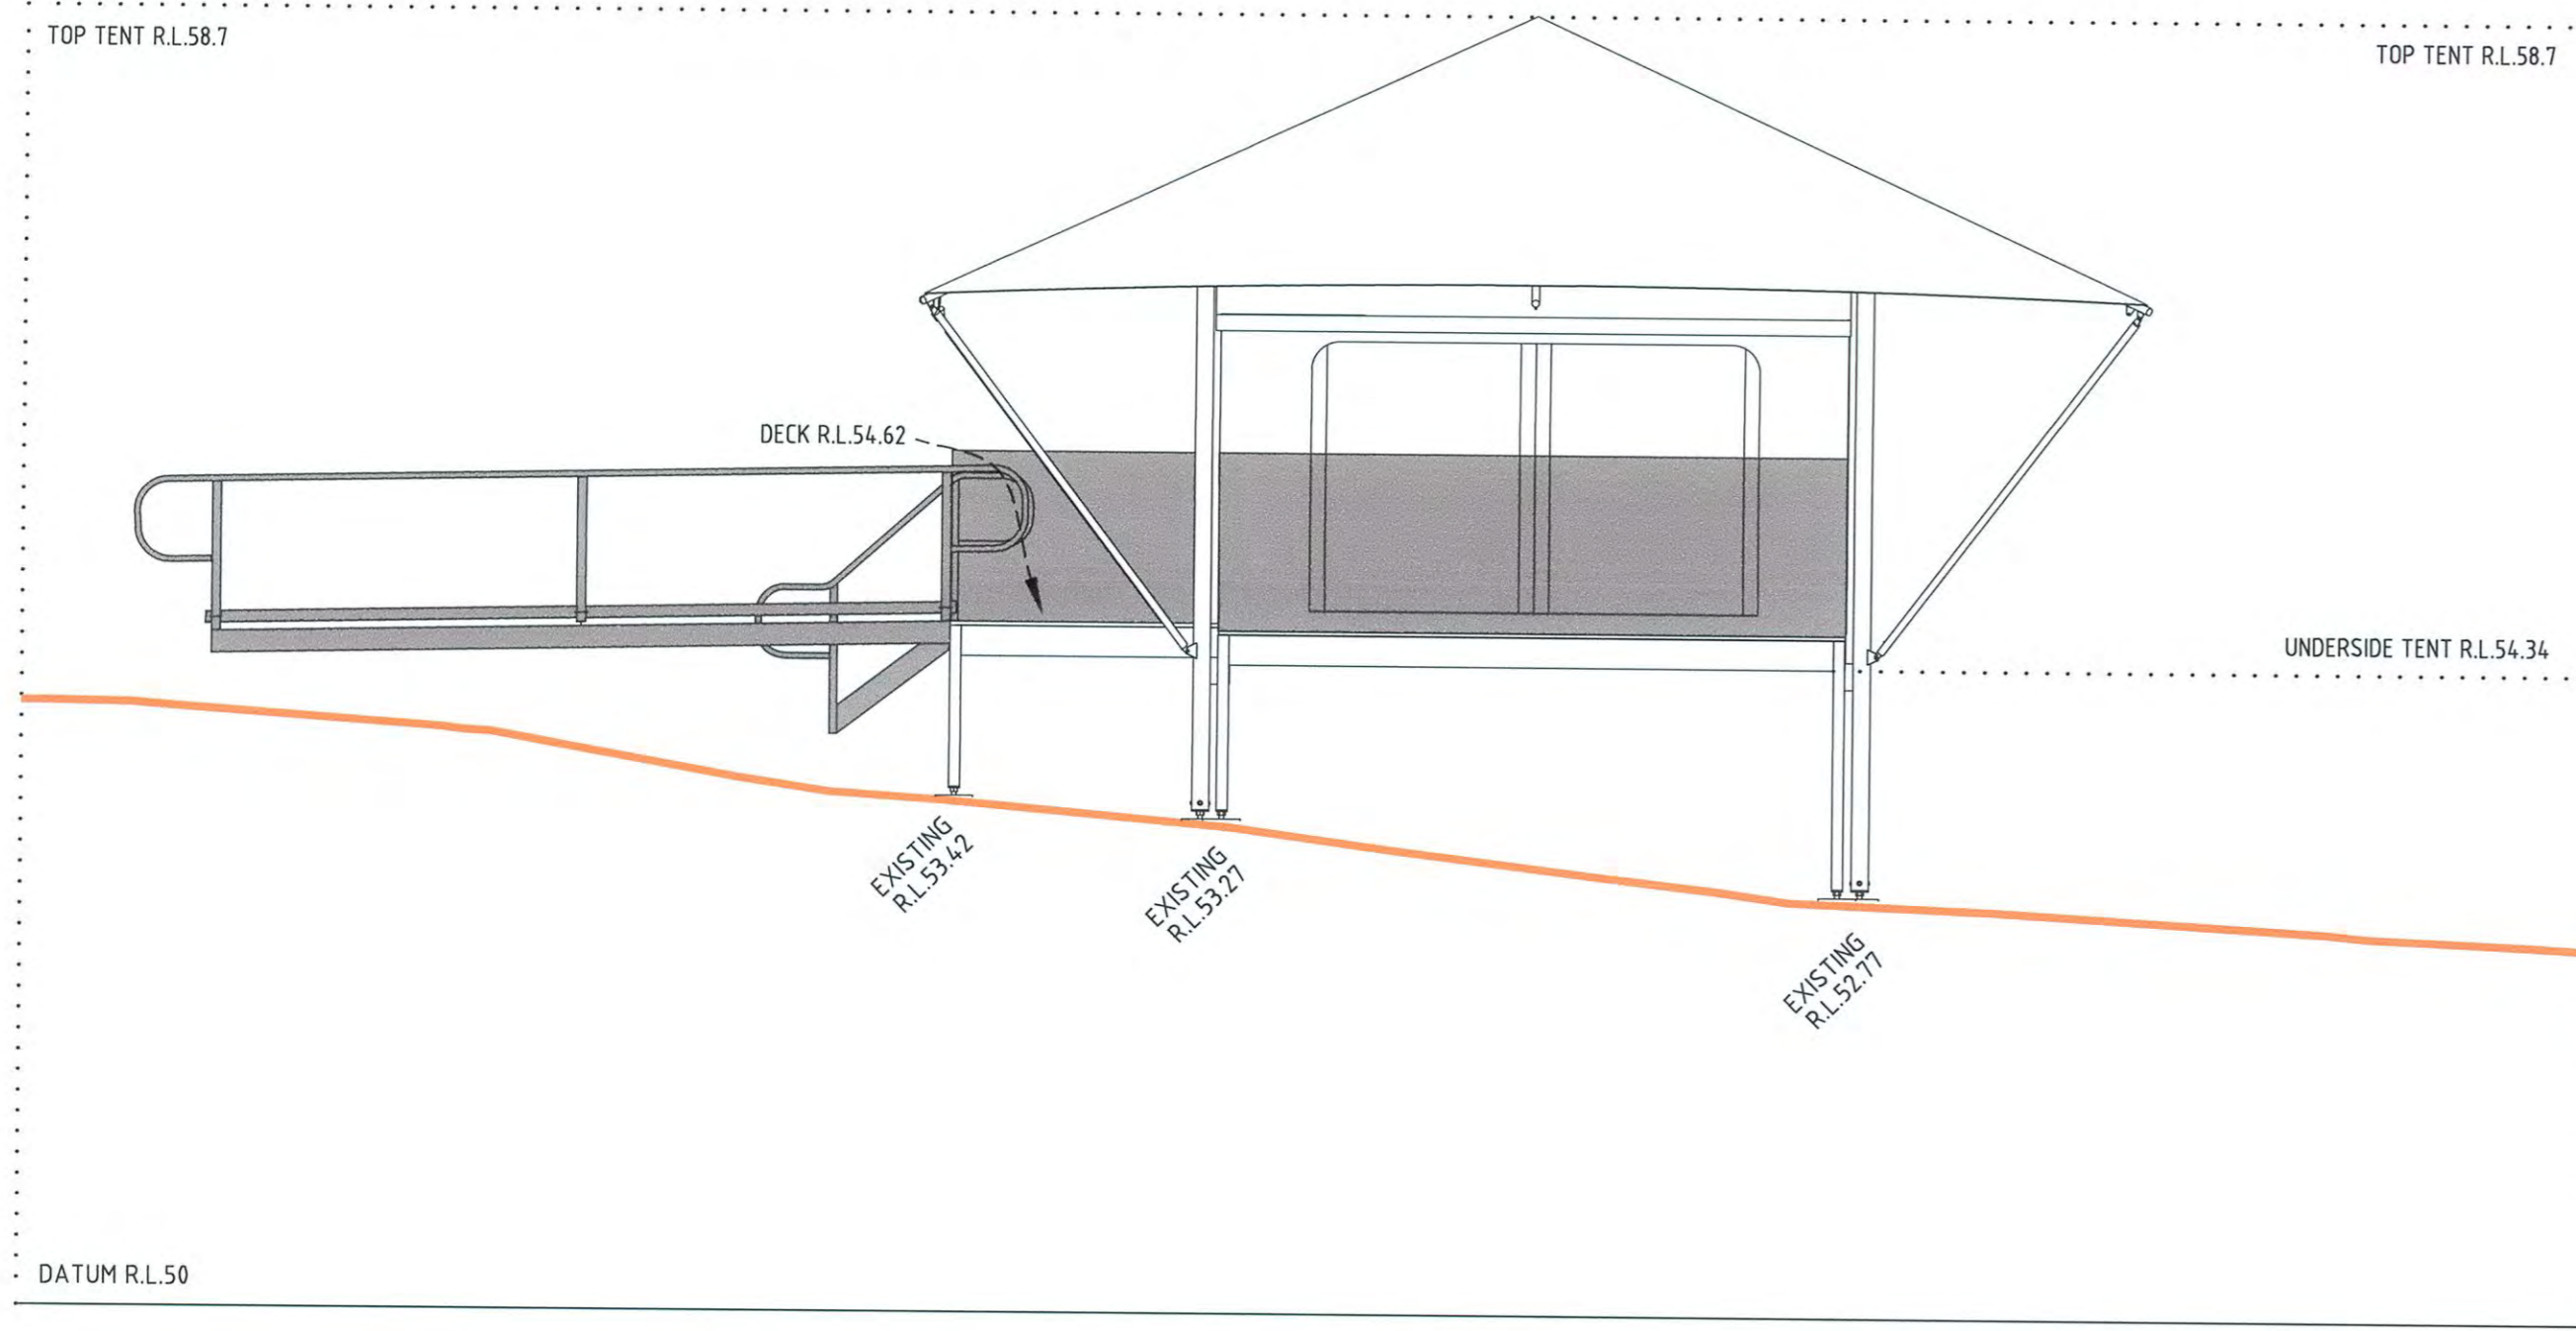 TOP TENT R.L.58.7
TOP TENT R.L.58.7
DECK R.L.54.62
UNDERSIDE TENT R.L.54.34
EXISTING
R.L.53.42
EXISTING
R.L.53.27
EXISTING
R.L.52.77
DATUM R.L.50